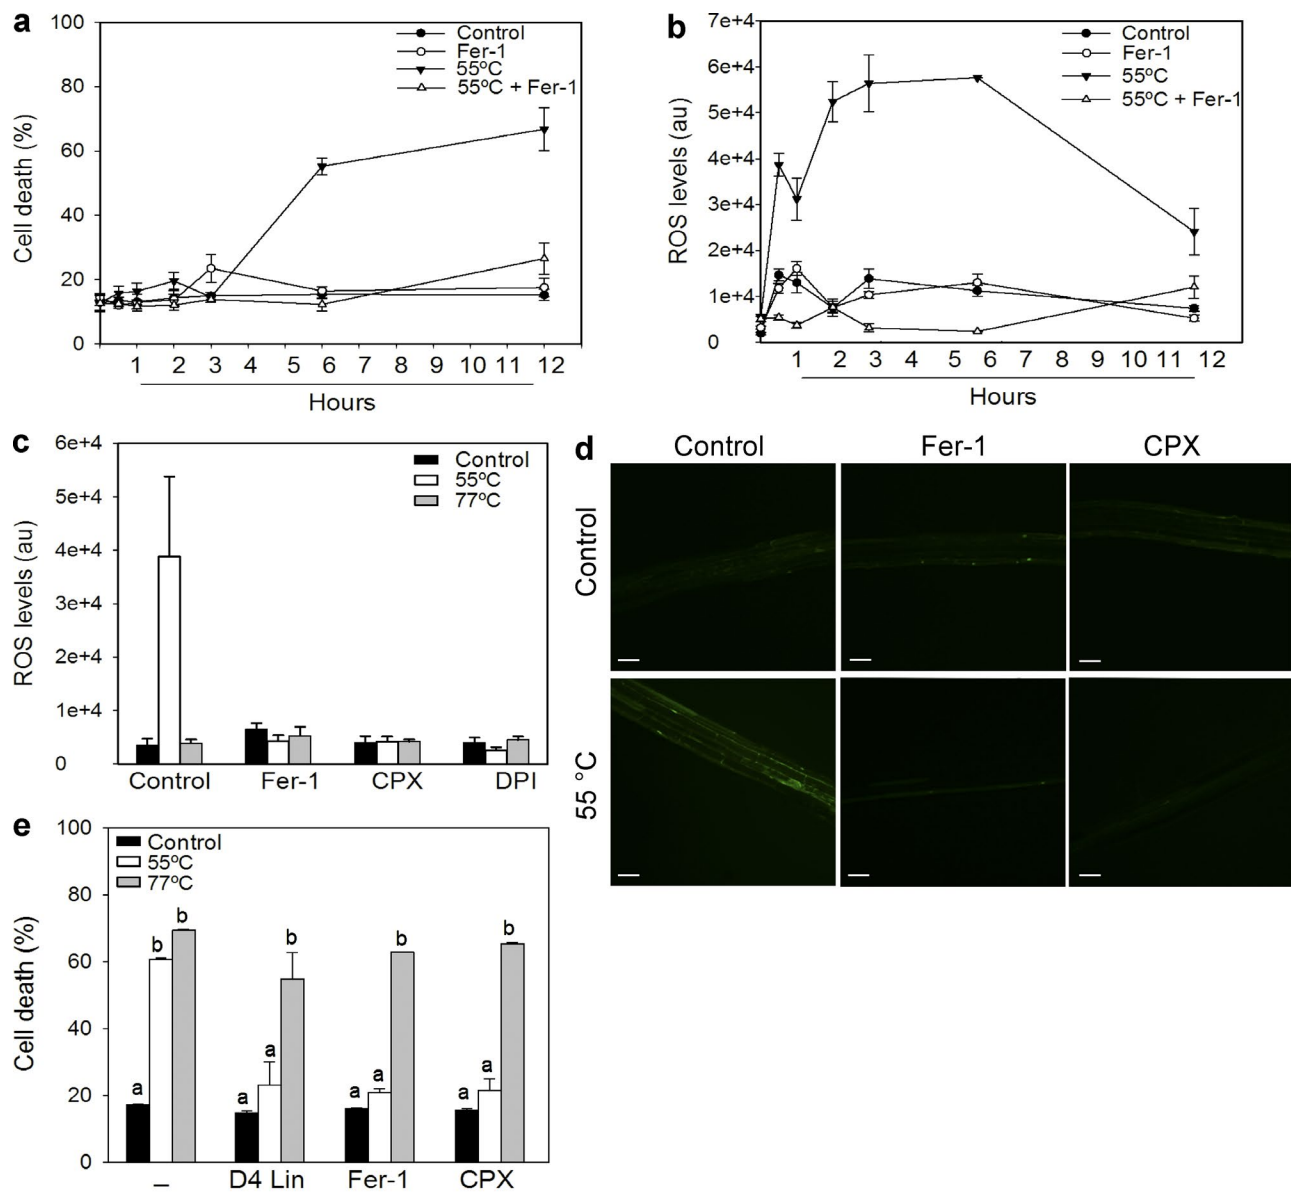 a
Cell death (%)
100
80
60
40
20
0
Control
Fer-1
55ºC
55ºC + Fer-1
1 2 3 4 5 6 7 8 9 10 11 12
Hours
b
ROS levels (au)
7e+4
6e+4
5e+4
4e+4
3e+4
2e+4
1e+4
0
Control
Fer-1
55ºC
55ºC + Fer-1
1 2 3 4 5 6 7 8 9 10 11 12
Hours
c
ROS levels (au)
6e+4
5e+4
4e+4
3e+4
2e+4
1e+4
0
Control
55ºC
77ºC
Control Fer-1 CPX DPI
d
Control Fer-1 CPX
Control
55 °C
e
Cell death (%)
100
80
60
40
20
0
Control
55ºC
77ºC
a b b
a a b
a a b
a a b
– D4 Lin Fer-1 CPX